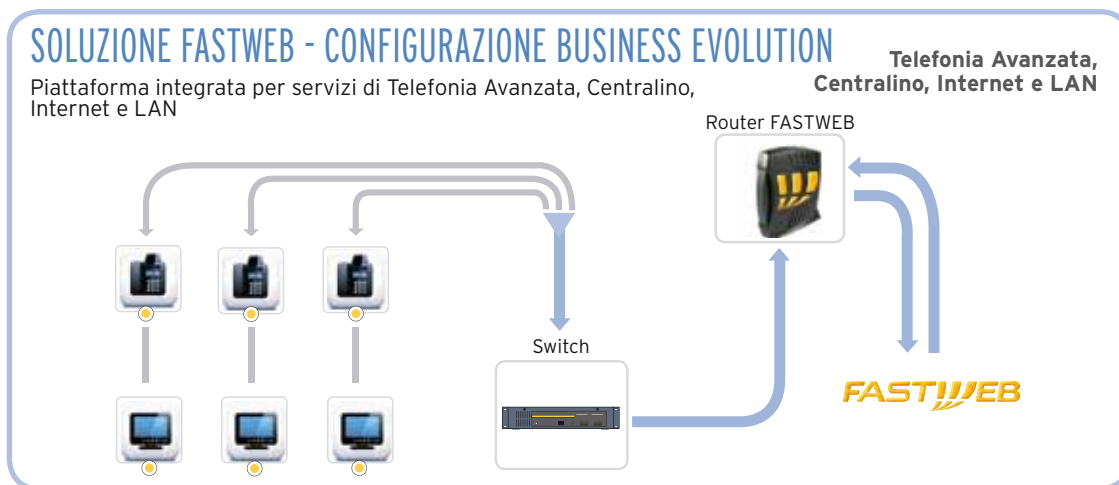 SOLUZIONE FASTWEB - CONFIGURAZIONE BUSINESS EVOLUTION
Piattaforma integrata per servizi di Telefonia Avanzata, Centralino,
Internet e LAN
Telefonia Avanzata,
Centralino, Internet e LAN
Router FASTWEB
Switch
FASTWEB